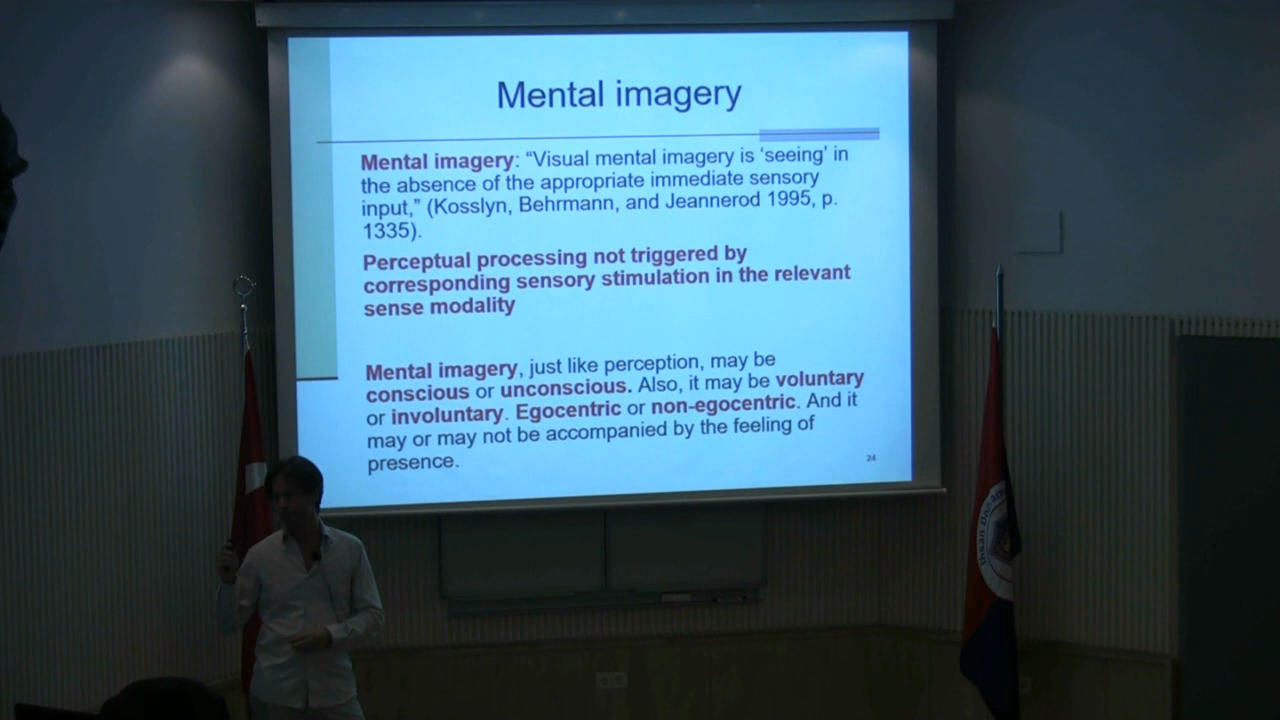 Mental imagery
Mental imagery: “Visual mental imagery is ‘seeing’ in
the absence of the appropriate immediate sensory
input,” (Kosslyn, Behrmann, and Jeannerod 1995, p.
1335).
Perceptual processing not triggered by
corresponding sensory stimulation in the relevant
sense modality
Mental imagery, just like perception, may be
conscious or unconscious. Also, it may be voluntary
or involuntary. Egocentric or non-egocentric. And it
may or may not be accompanied by the feeling of
presence.
24
İhsan